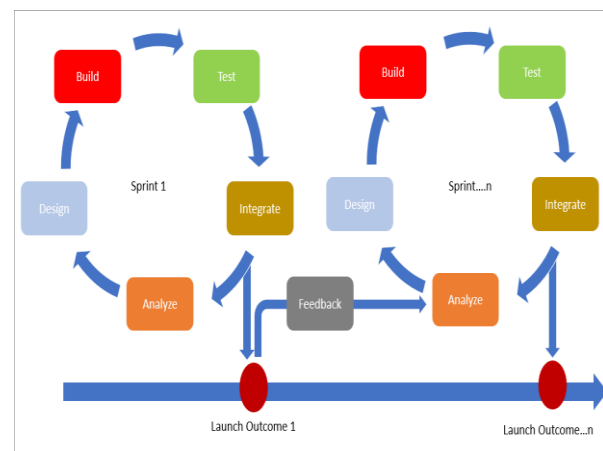 Build
Test
Build
Test
Design
Sprint 1
Integrate
Design
Sprint....n
Integrate
Analyze
Feedback
Analyze
Launch Outcome 1
Launch Outcome...n